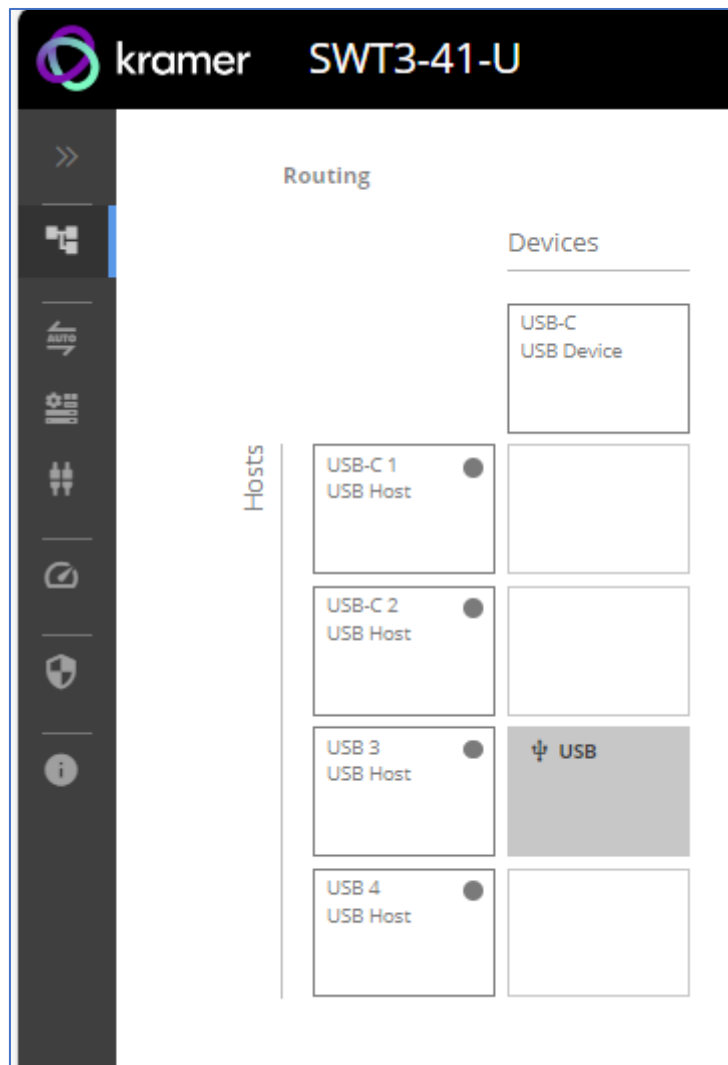 kramer SWT3-41-U
Routing
Devices
USB-C
USB Device
Hosts
USB-C 1
USB Host
USB-C 2
USB Host
USB 3
USB Host
USB
USB 4
USB Host
AUTO